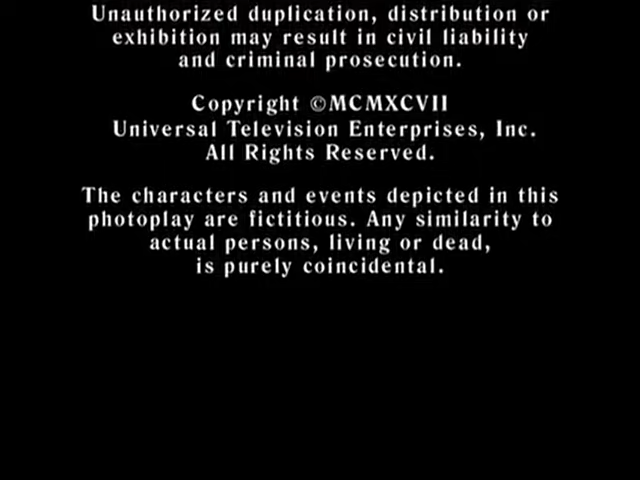 Unauthorized duplication, distribution or
exhibition may result in civil liability
and criminal prosecution.
Copyright ©MCMXCVII
Universal Television Enterprises, Inc.
All Rights Reserved.
The characters and events depicted in this
photoplay are fictitious. Any similarity to
actual persons, living or dead,
is purely coincidental.